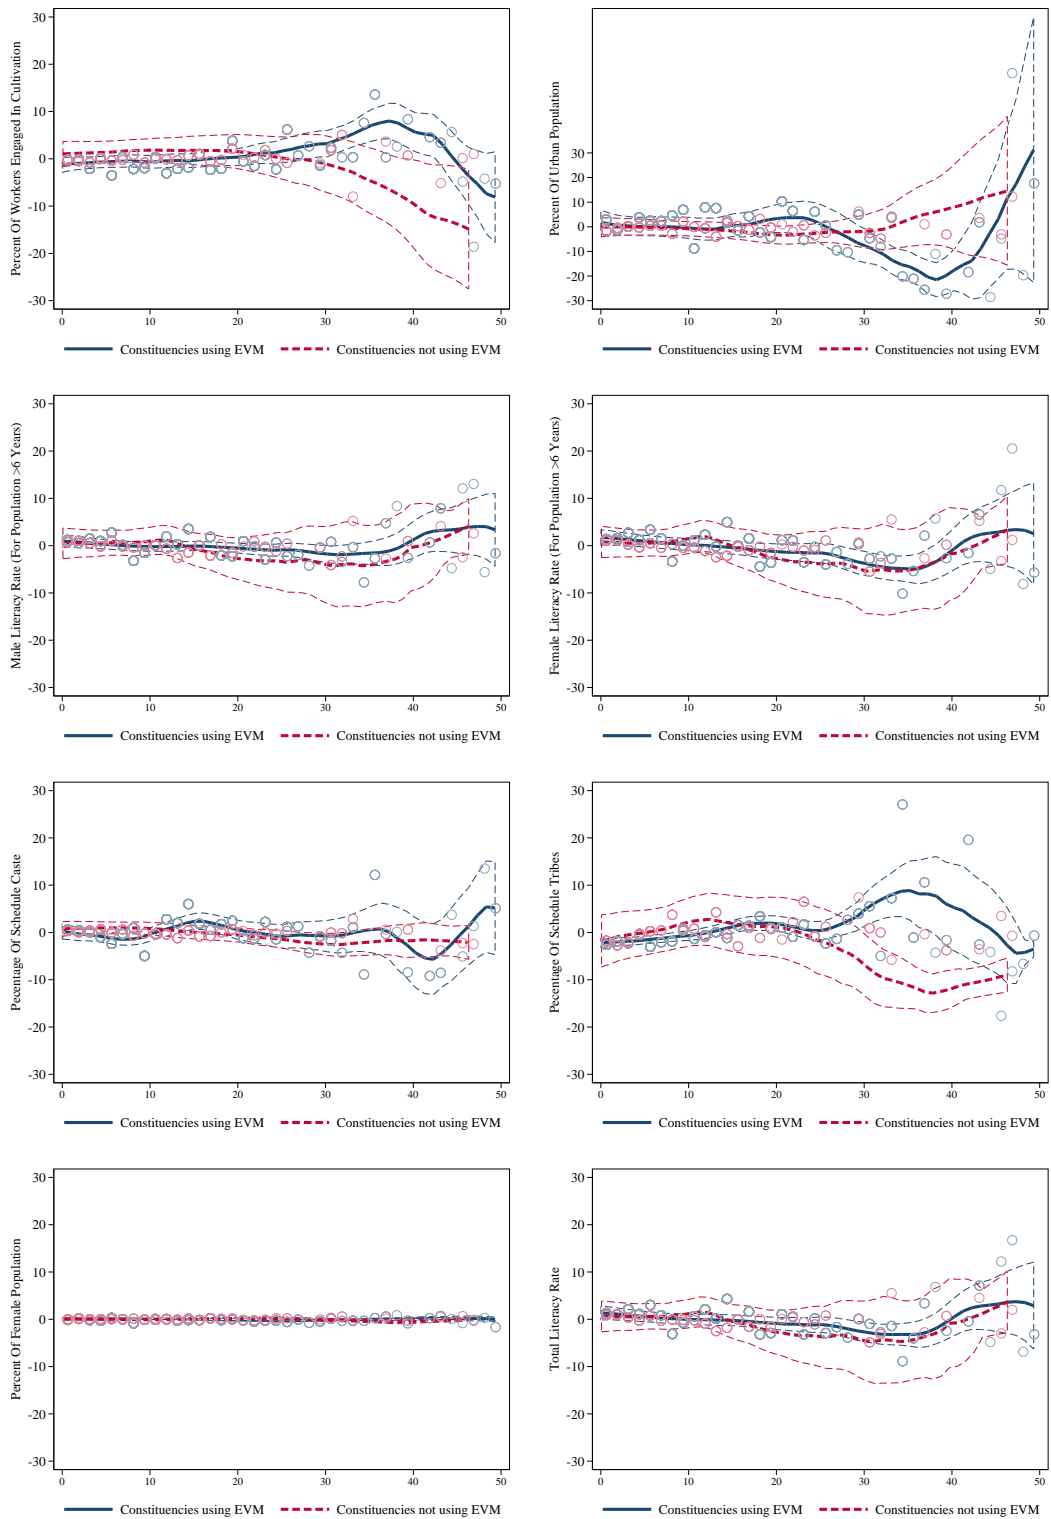 Percent Of Workers Engaged In Cultivation
30
20
10
0
-10
-20
-30
0 10 20 30 40 50
Constituencies using EVM Constituencies not using EVM
Percent Of Urban Population
30
20
10
0
-10
-20
-30
0 10 20 30 40 50
Constituencies using EVM Constituencies not using EVM
Male Literacy Rate (For Population >6 Years)
30
20
10
0
-10
-20
-30
0 10 20 30 40 50
Constituencies using EVM Constituencies not using EVM
Female Literacy Rate (For Population >6 Years)
30
20
10
0
-10
-20
-30
0 10 20 30 40 50
Constituencies using EVM Constituencies not using EVM
Pecentage Of Schedule Caste
30
20
10
0
-10
-20
-30
0 10 20 30 40 50
Constituencies using EVM Constituencies not using EVM
Pecentage Of Schedule Tribes
30
20
10
0
-10
-20
-30
0 10 20 30 40 50
Constituencies using EVM Constituencies not using EVM
Percent Of Female Population
30
20
10
0
-10
-20
-30
0 10 20 30 40 50
Constituencies using EVM Constituencies not using EVM
Total Literacy Rate
30
20
10
0
-10
-20
-30
0 10 20 30 40 50
Constituencies using EVM Constituencies not using EVM